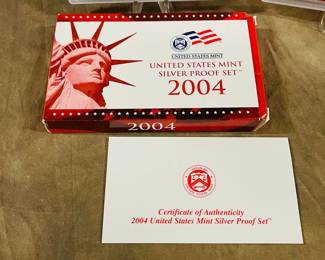 UNITED STATES MINT
UNITED STATES MINT
SILVER PROOF SET™
2004
2004
Certificate of Authenticity
2004 United States Mint Silver Proof Set™